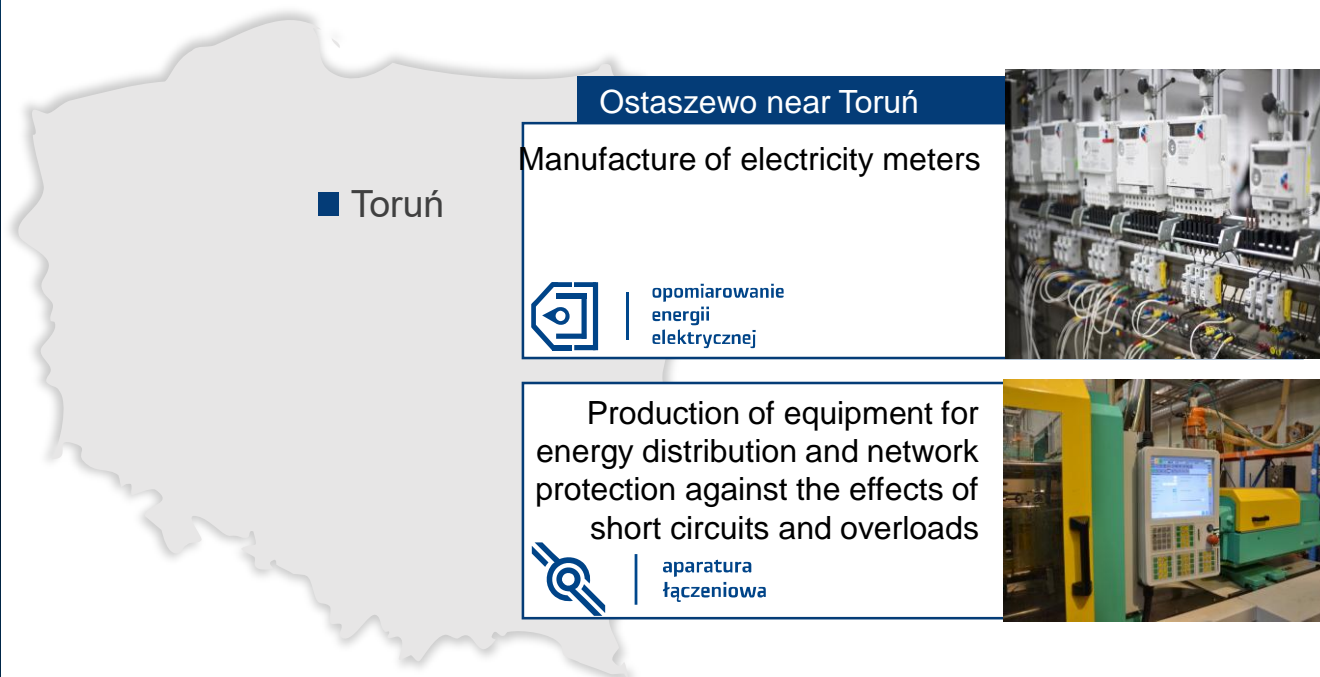 Ostaszewo near Toruń
Manufacture of electricity meters
Toruń
opomiarowanie
energii
elektrycznej
Production of equipment for
energy distribution and network
protection against the effects of
short circuits and overloads
aparatura
łączeniowa